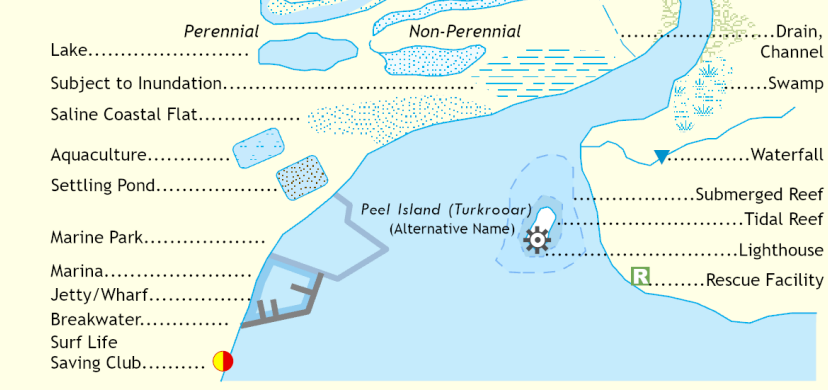 Perennial
Non-Perennial
Lake........................................
Drain,
Channel
Subject to Inundation...............................................
Swamp
Saline Coastal Flat...................
Aquaculture...............
Waterfall
Settling Pond......................
Submerged Reef
Peel Island (Turkrooar)
(Alternative Name)
Tidal Reef
Marine Park.......................
Lighthouse
Marina.............................
R
Rescue Facility
Jetty/Wharf...................
Breakwater................
Surf Life
Saving Club..........